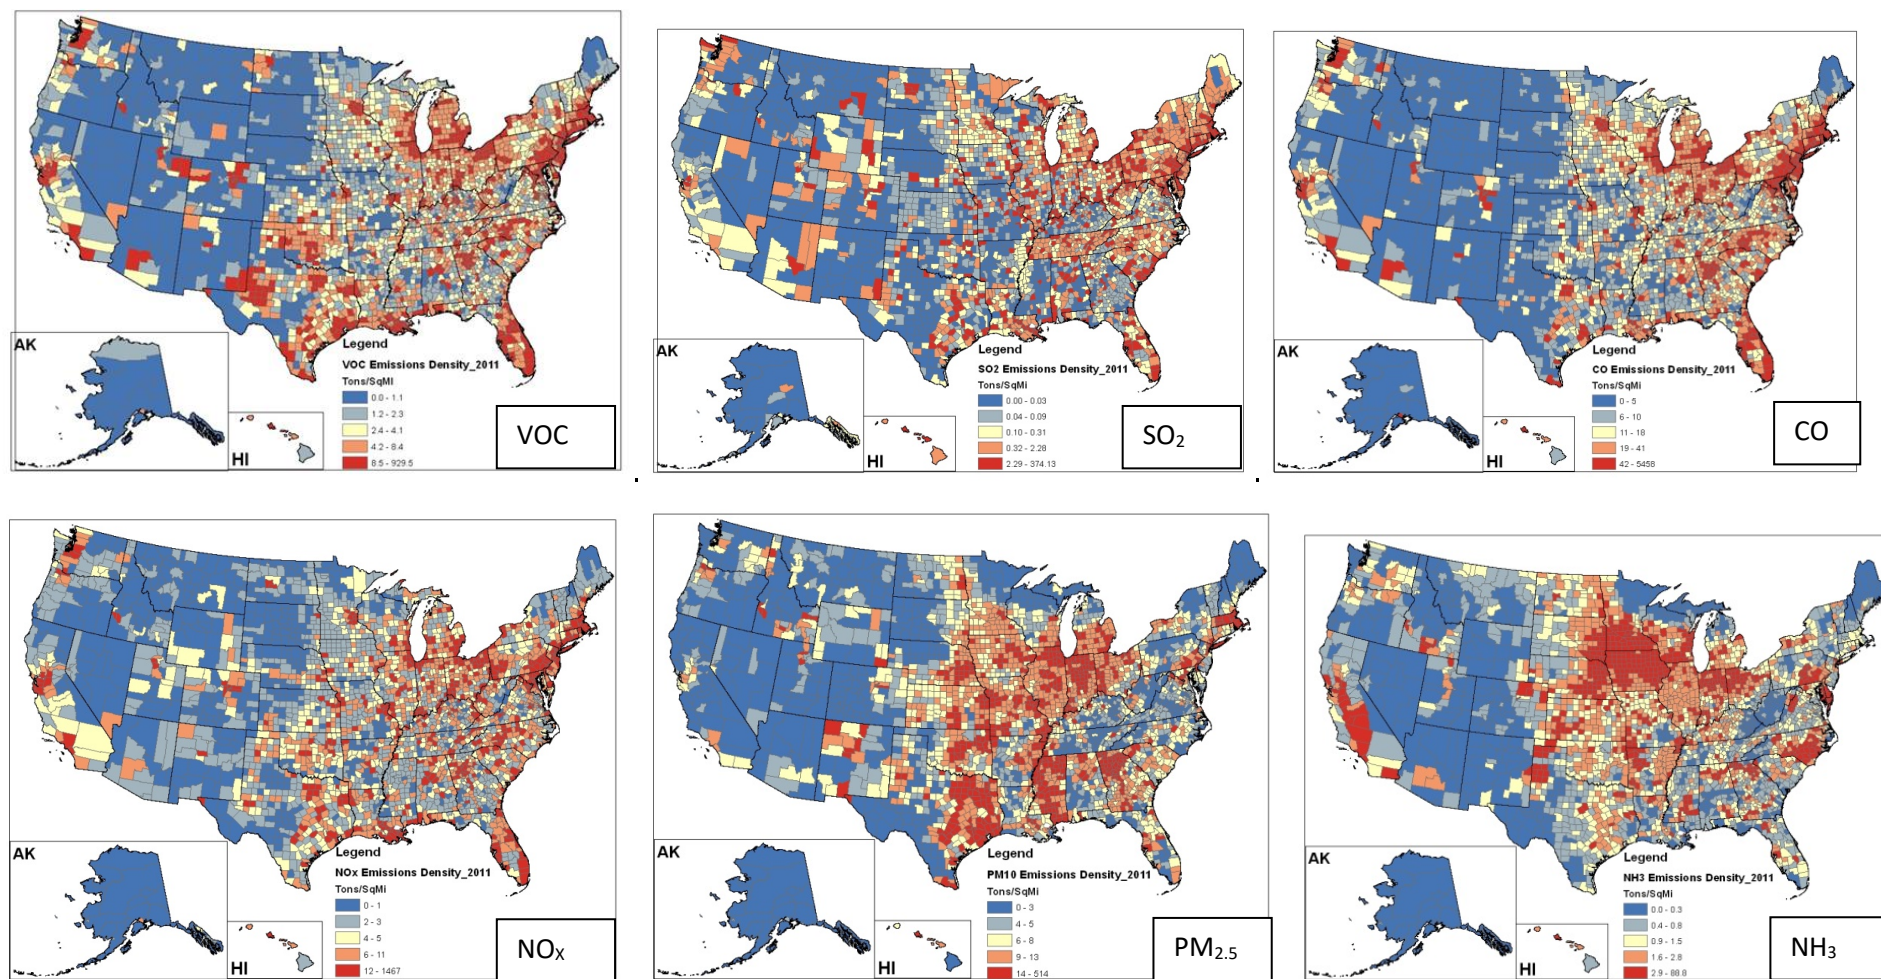 AK
HI
Legend
VOC Emissions Density_2011
Tons/SqMI
0.0 - 1.1
1.2 - 2.3
2.4 - 4.1
4.2 - 8.4
8.5 - 929.5
VOC
AK
HI
Legend
SO2 Emissions Density_2011
Tons/SqMi
0.00 - 0.03
0.04 - 0.09
0.10 - 0.31
0.32 - 2.28
2.29 - 374.13
SO₂
AK
HI
Legend
CO Emissions Density_2011
Tons/SqMi
0 - 5
6 - 10
11 - 18
19 - 41
42 - 5458
CO
AK
HI
Legend
NOx Emissions Density_2011
Tons/SqMi
0 - 1
2 - 3
4 - 5
6 - 11
12 - 1467
NOₓ
AK
HI
Legend
PM10 Emissions Density_2011
Tons/SqMi
0 - 3
4 - 5
6 - 8
9 - 13
14 - 514
PM₂.₅
AK
HI
Legend
NH3 Emissions Density_2011
Tons/SqMi
0.0 - 0.3
0.4 - 0.8
0.9 - 1.5
1.6 - 2.8
2.9 - 88.8
NH₃